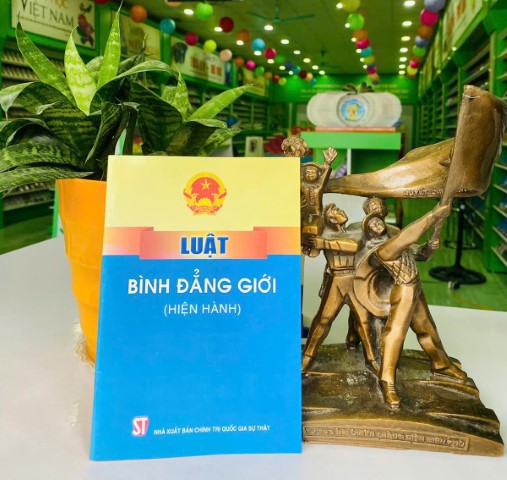 VIỆT NAM
LUẬT
BÌNH ĐẲNG GIỚI
(HIỆN HÀNH)
ST
NHÀ XUẤT BẢN CHÍNH TRỊ QUỐC GIA SỰ THẬT